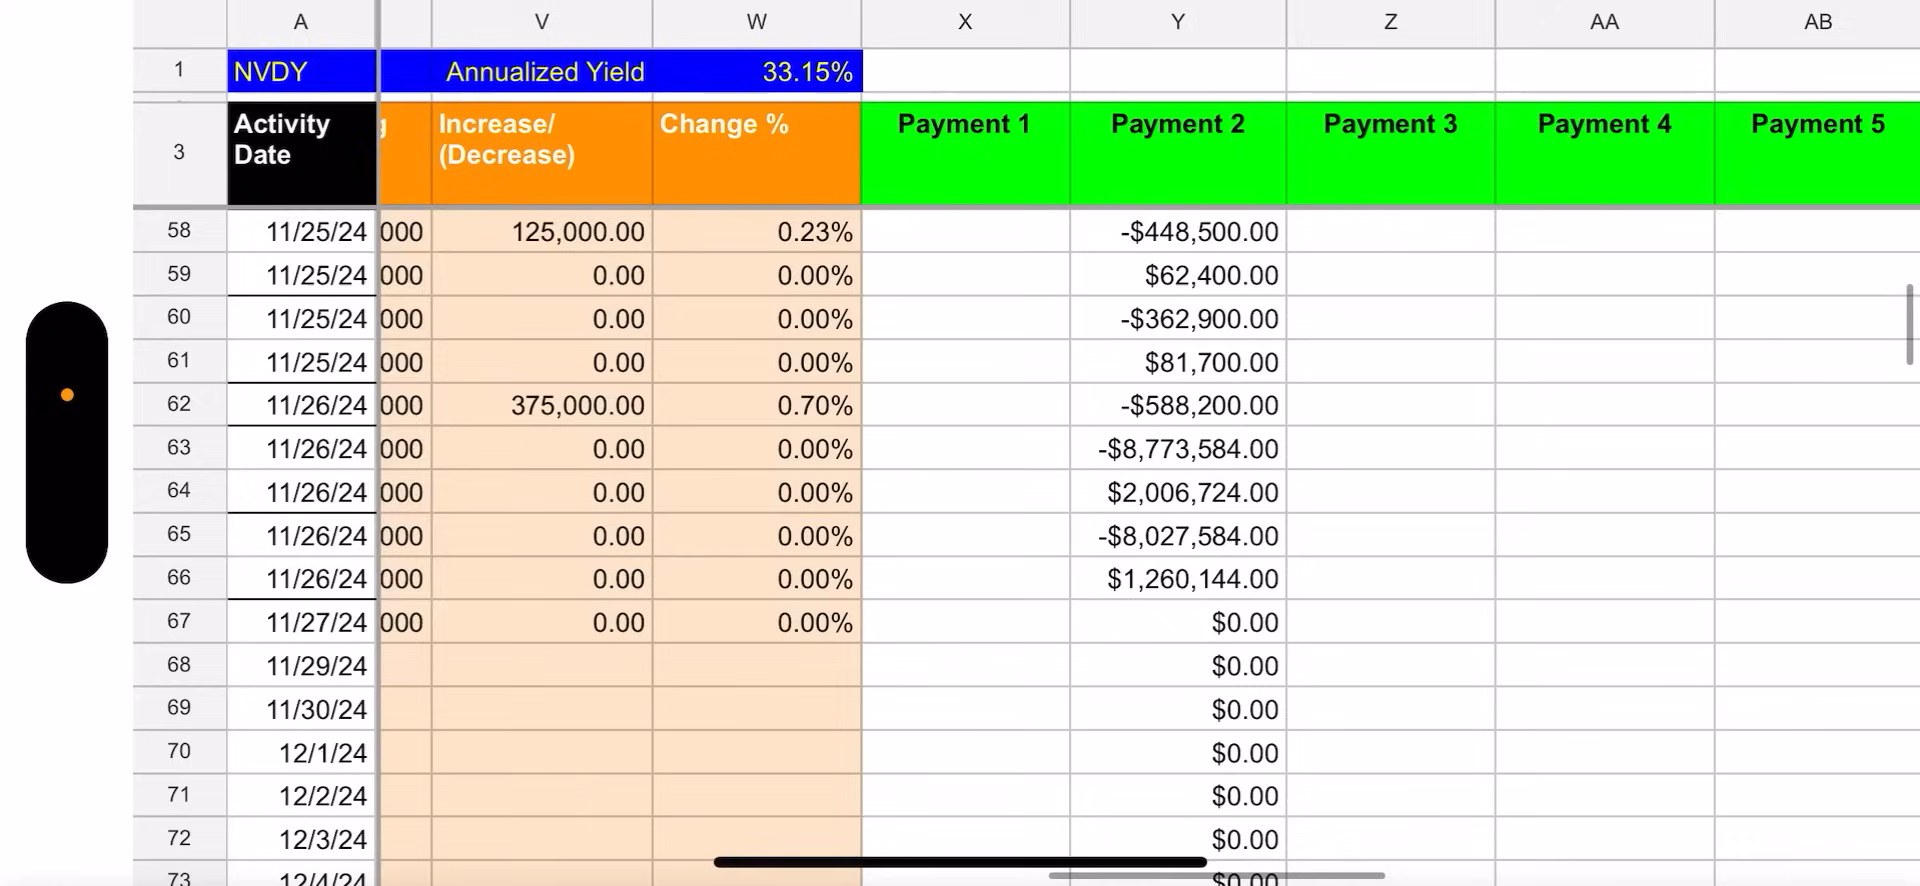 A V W X Y Z AA AB
1 NVDY Annualized Yield 33.15%
3 Activity Date g Increase/ (Decrease) Change % Payment 1 Payment 2 Payment 3 Payment 4 Payment 5
58 11/25/24 000 125,000.00 0.23% -$448,500.00
59 11/25/24 000 0.00 0.00% $62,400.00
60 11/25/24 000 0.00 0.00% -$362,900.00
61 11/25/24 000 0.00 0.00% $81,700.00
62 11/26/24 000 375,000.00 0.70% -$588,200.00
63 11/26/24 000 0.00 0.00% -$8,773,584.00
64 11/26/24 000 0.00 0.00% $2,006,724.00
65 11/26/24 000 0.00 0.00% -$8,027,584.00
66 11/26/24 000 0.00 0.00% $1,260,144.00
67 11/27/24 000 0.00 0.00% $0.00
68 11/29/24 $0.00
69 11/30/24 $0.00
70 12/1/24 $0.00
71 12/2/24 $0.00
72 12/3/24 $0.00
73 12/4/24 $0.00